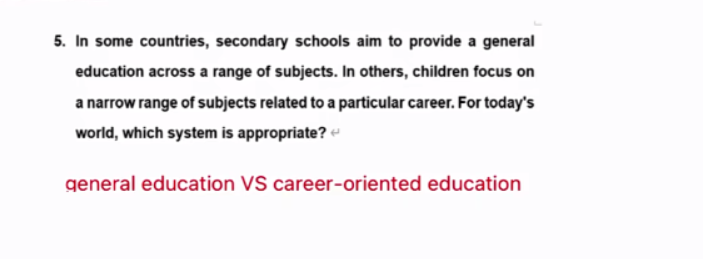 5. In some countries, secondary schools aim to provide a general
education across a range of subjects. In others, children focus on
a narrow range of subjects related to a particular career. For today's
world, which system is appropriate? ↵
general education VS career-oriented education